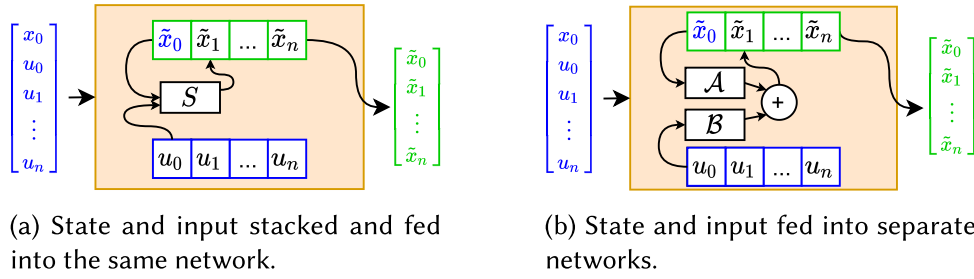 x₀
u₀
u₁
⋮
uₙ
x̃₀ x̃₁ ... x̃ₙ
S
u₀ u₁ ... uₙ
x̃₀
x̃₁
⋮
x̃ₙ
(a) State and input stacked and fed
into the same network.
x₀
u₀
u₁
⋮
uₙ
x̃₀ x̃₁ ... x̃ₙ
𝒜
+
ℬ
u₀ u₁ ... uₙ
x̃₀
x̃₁
⋮
x̃ₙ
(b) State and input fed into separate
networks.